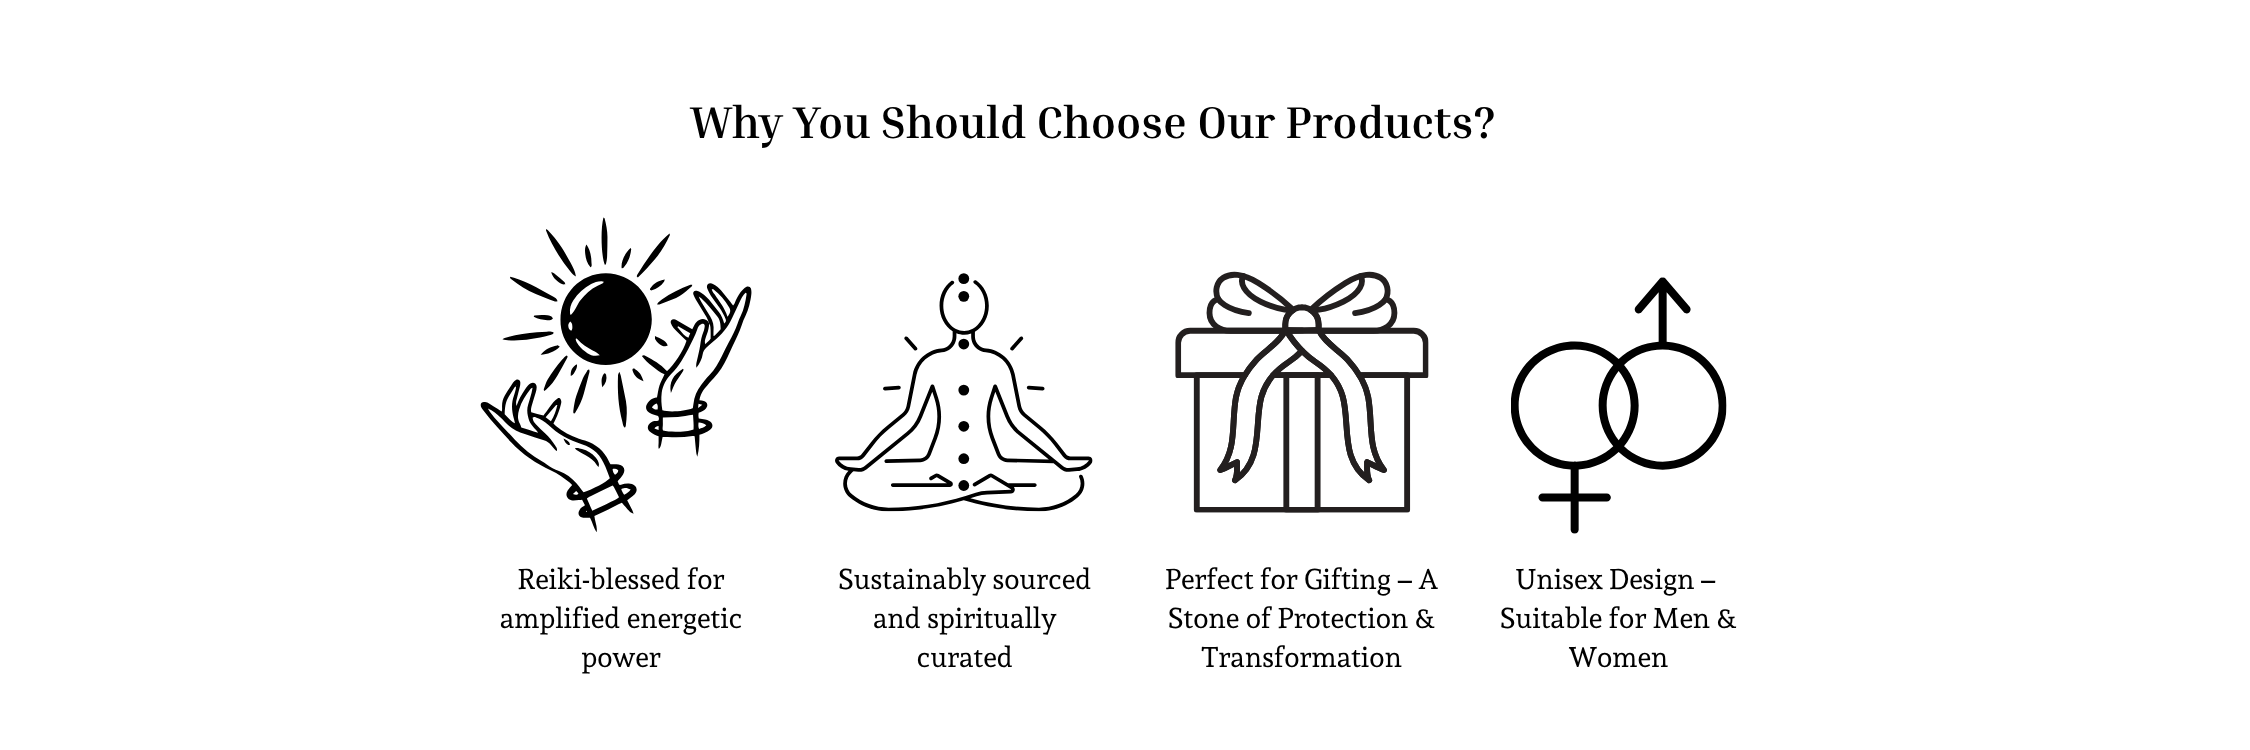 Why You Should Choose Our Products?
Reiki-blessed for
amplified energetic
power
Sustainably sourced
and spiritually
curated
Perfect for Gifting – A
Stone of Protection &
Transformation
Unisex Design –
Suitable for Men &
Women